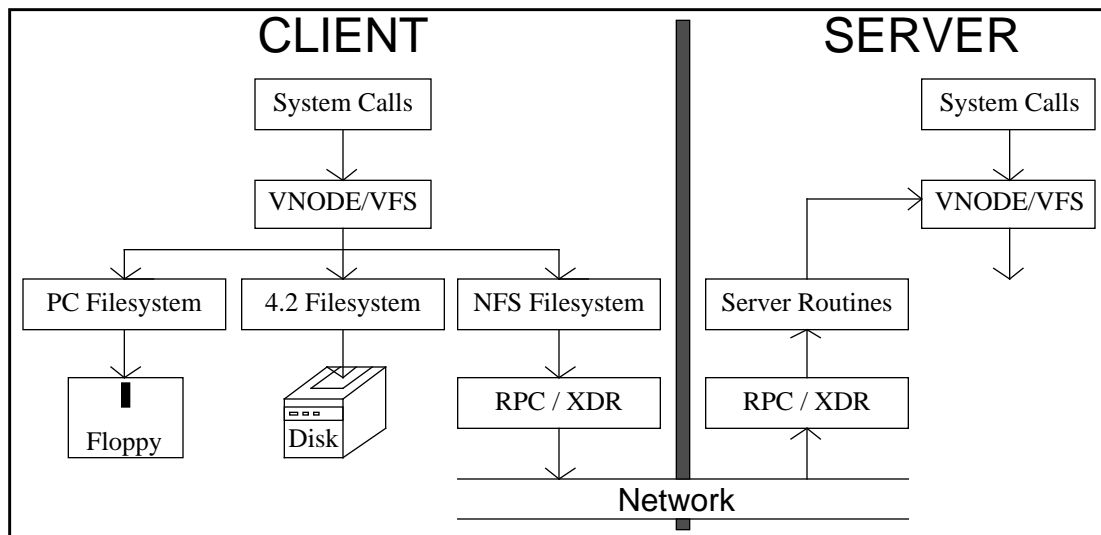 CLIENT
SERVER
System Calls
System Calls
VNODE/VFS
VNODE/VFS
PC Filesystem
4.2 Filesystem
NFS Filesystem
Server Routines
Floppy
Disk
RPC / XDR
RPC / XDR
Network